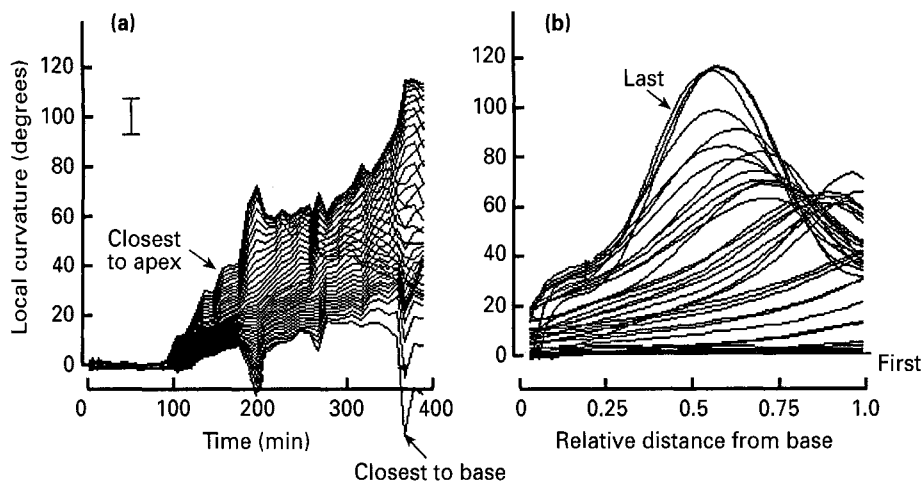 (a)
Local curvature (degrees)
120
100
80
60
40
20
0
Closest
to apex
0
100
200
300
400
Time (min)
Closest to base
(b)
120
100
80
60
40
20
0
Last
First
0
0.25
0.5
0.75
1.0
Relative distance from base